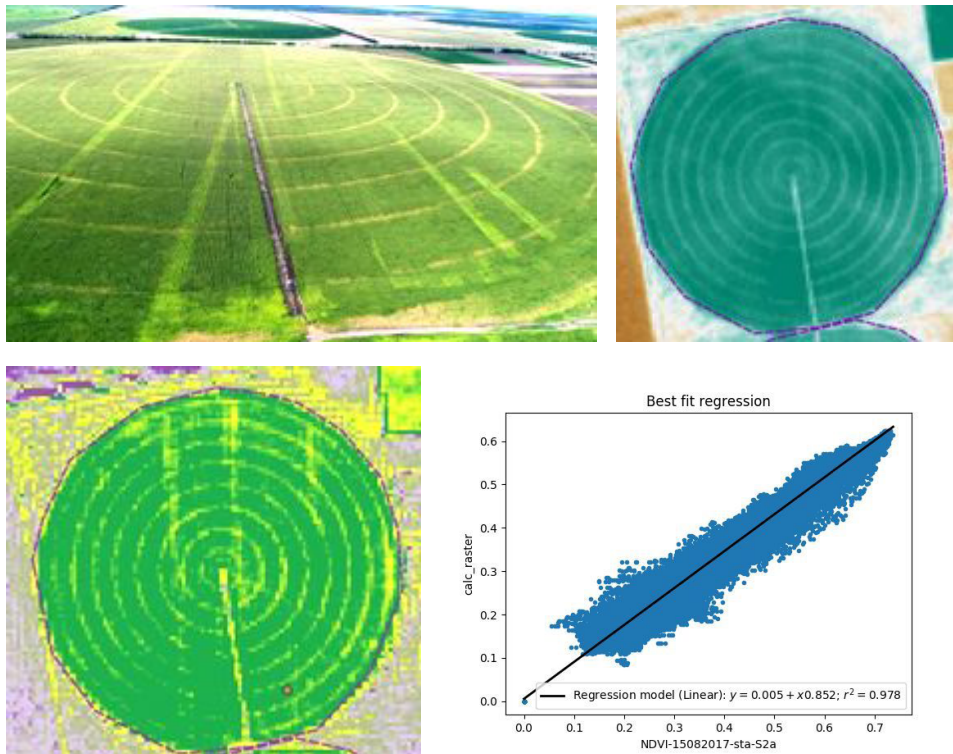 Best fit regression
0.6
0.5
0.4
0.3
0.2
0.1
0.0
calc_raster
Regression model (Linear): y = 0.005 + x0.852; r² = 0.978
0.0 0.1 0.2 0.3 0.4 0.5 0.6 0.7
NDVI-15082017-sta-S2a